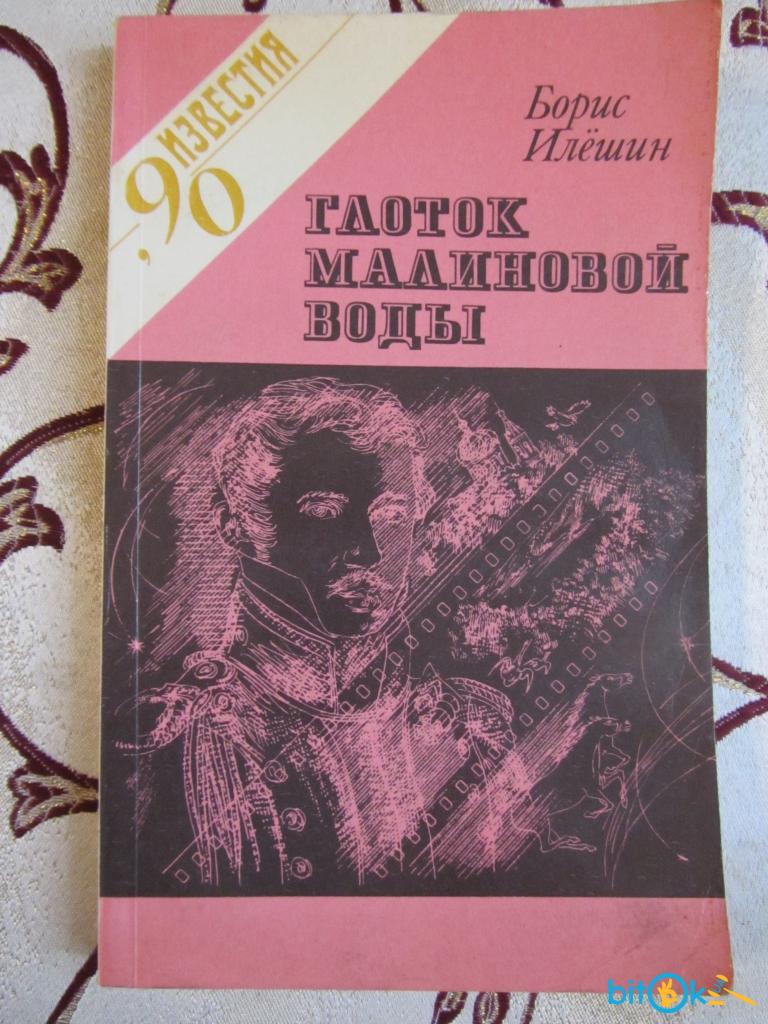 ИЗВЕСТИЯ
,90
Борис
Илёшин
ГЛОТОК
МАЛИНОВОЙ
ВОДЫ
bitok